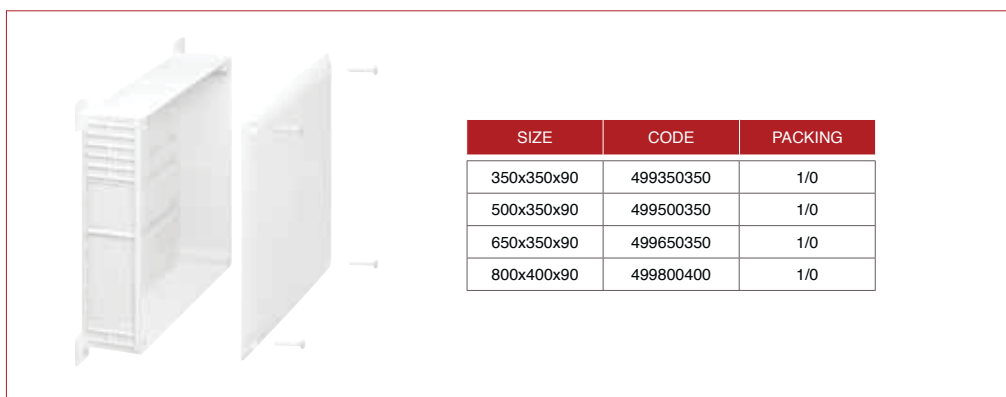 SIZE CODE PACKING
350x350x90 499350350 1/0
500x350x90 499500350 1/0
650x350x90 499650350 1/0
800x400x90 499800400 1/0